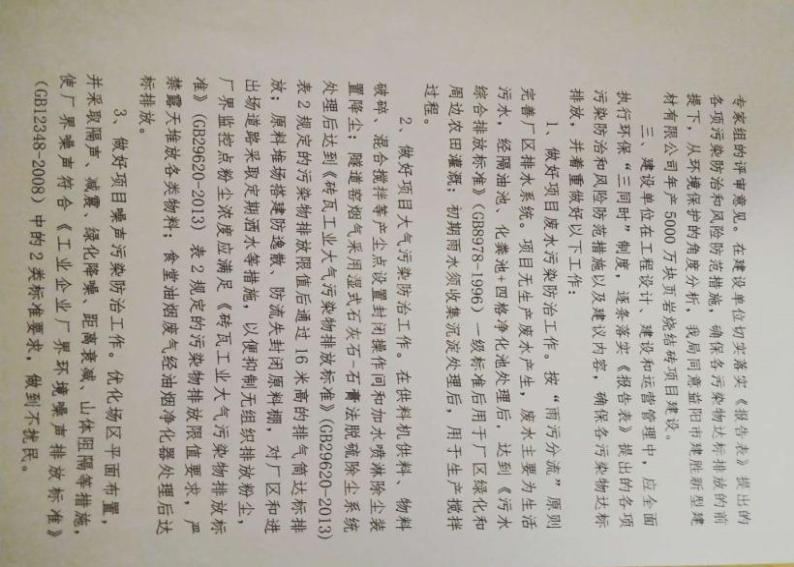 专家组的评审意见。在建设单位切实落实《报告表》提出的
各项污染防治和风险防范措施，确保各污染物达标排放的前
提下，从环境保护的角度分析，我局同意益阳市建胜新型建
材有限公司年产5000万块页岩烧结砖项目建设。
三、建设单位在工程设计、建设和运营管理中，应全面
执行环保“三同时”制度，逐条落实《报告表》提出的各项
污染防治和风险防范措施以及建议内容，确保各污染物达标
排放，并着重做好以下工作：
1、做好项目废水污染防治工作。按“雨污分流”原则
完善厂区排水系统。项目无生产废水产生，废水主要为生活
污水，经隔油池、化粪池+四格净化池处理后，达到《污水
综合排放标准》(GB8978-1996)一级标准后用于厂区绿化和
周边农田灌溉；初期雨水须收集沉淀处理后，用于生产搅拌
过程。
2、做好项目大气污染防治工作。在供料机供料、物料
破碎、混合搅拌等产尘点设置封闭操作间和加水喷淋除尘装
置降尘；隧道窑烟气采用湿式石灰石-石膏法脱硫除尘系统
处理后达到《砖瓦工业大气污染物排放标准》(GB29620-2013)
表2规定的污染物排放限值后通过16米高的排气筒达标排
放；原料堆场搭建防逸散、防流失封闭原料棚，对厂区和进
出场道路采取定期洒水等措施，以便抑制无组织排放粉尘，
厂界监控点粉尘浓度应满足《砖瓦工业大气污染物排放标
准》(GB29620-2013)表2规定的污染物排放限值要求，严
禁露天堆放各类物料；食堂油烟废气经油烟净化器处理后达
标排放。
3、做好项目噪声污染防治工作。优化场区平面布置，
并采取隔声、减震、绿化降噪、距离衰减、山体阻隔等措施，
使厂界噪声符合《工业企业厂界环境噪声排放标准》
(GB12348-2008)中的2类标准要求，做到不扰民。